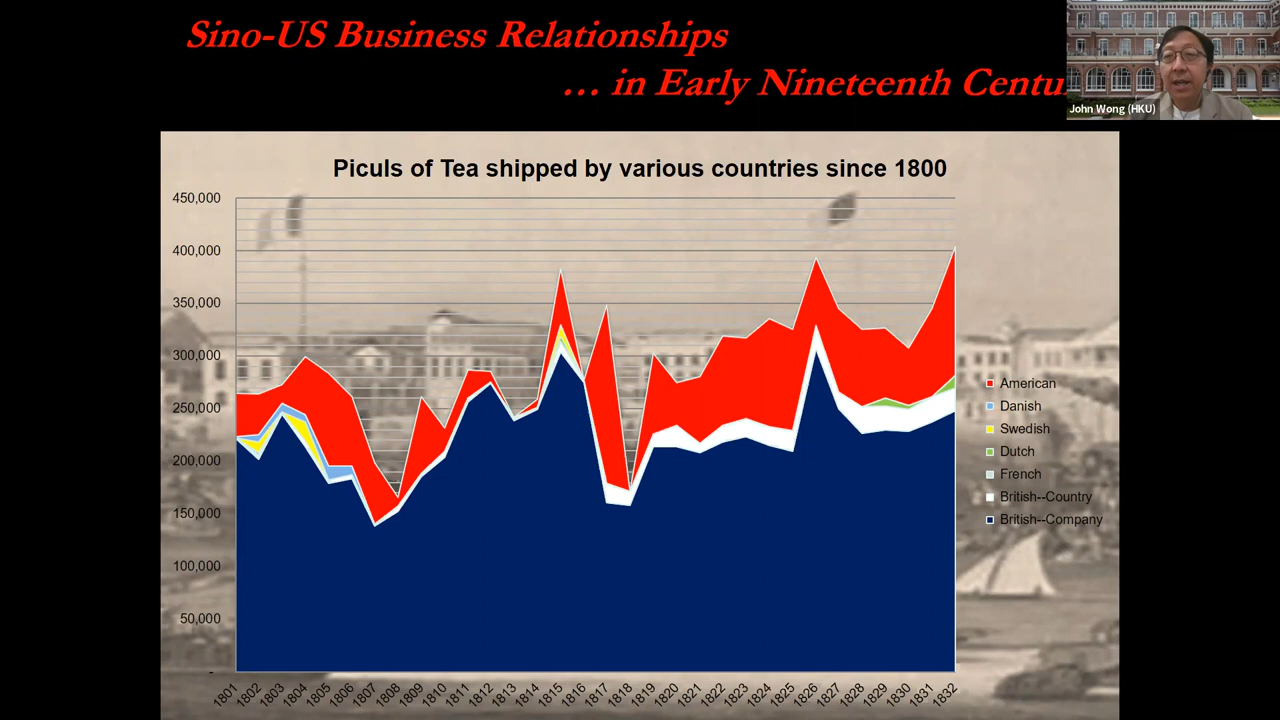 Sino-US Business Relationships
… in Early Nineteenth
John Wong (HKU)
Piculs of Tea shipped by various countries since 1800
450,000
400,000
350,000
300,000
250,000
200,000
150,000
100,000
50,000
-
American
Danish
Swedish
Dutch
French
British--Country
British--Company
1801 1802 1803 1804 1805 1806 1807 1808 1809 1810 1811 1812 1813 1814 1815 1816 1817 1818 1819 1820 1821 1822 1823 1824 1825 1826 1827 1828 1829 1830 1831 1832